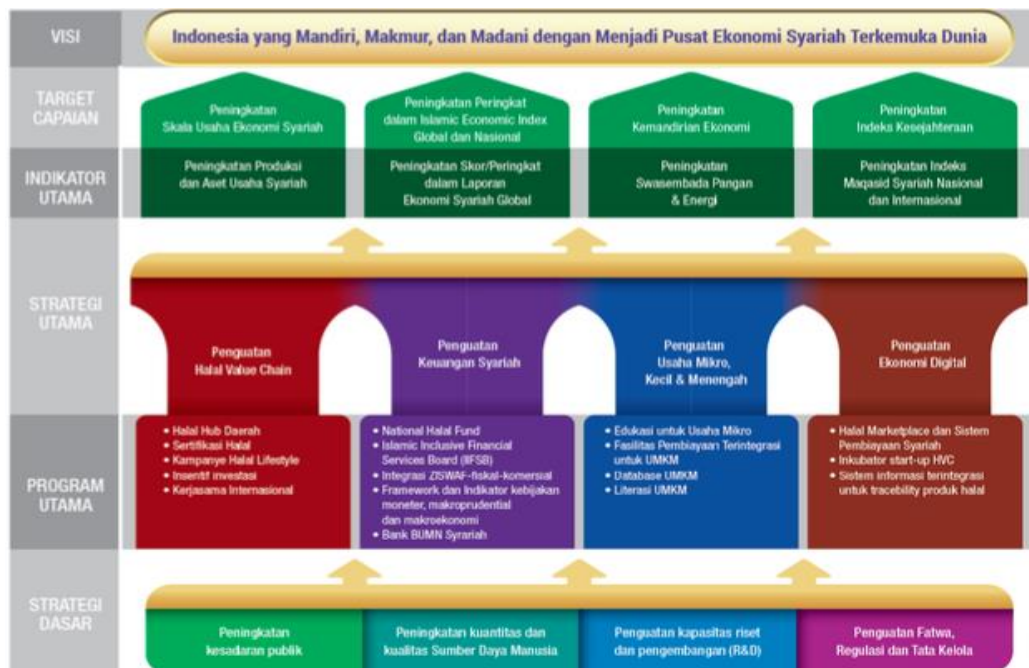 VISI
Indonesia yang Mandiri, Makmur, dan Madani dengan Menjadi Pusat Ekonomi Syariah Terkemuka Dunia
TARGET
CAPAIAN
Peningkatan
Skala Usaha Ekonomi Syariah
Peningkatan Peringkat
dalam Islamic Economic Index
Global dan Nasional
Peningkatan
Kemandirian Ekonomi
Peningkatan
Indeks Kesejahteraan
INDIKATOR
UTAMA
Peningkatan Produksi
dan Aset Usaha Syariah
Peningkatan Skor/Peringkat
dalam Laporan
Ekonomi Syariah Global
Peningkatan
Swasembada Pangan
& Energi
Peningkatan Indeks
Maqasid Syariah Nasional
dan Internasional
STRATEGI
UTAMA
Penguatan
Halal Value Chain
Penguatan
Keuangan Syariah
Penguatan
Usaha Mikro,
Kecil & Menengah
Penguatan
Ekonomi Digital
PROGRAM
UTAMA
• Halal Hub Daerah
• Sertifikasi Halal
• Kampanye Halal Lifestyle
• Insentif investasi
• Kerjasama Internasional
• National Halal Fund
• Islamic Inclusive Financial
Services Board (IIFSB)
• Integrasi ZISWAF-fiskal-komersial
• Framework dan Indikator kebijakan
moneter, makroprudential
dan makroekonomi
• Bank BUMN Syrariah
• Edukasi untuk Usaha Mikro
• Fasilitas Pembiayaan Terintegrasi
untuk UMKM
• Database UMKM
• Literasi UMKM
• Halal Marketplace dan Sistem
Pembiayaan Syariah
• Inkubator start-up HVC
• Sistem informasi terintegrasi
untuk tracebility produk halal
STRATEGI
DASAR
Peningkatan
kesadaran publik
Peningkatan kuantitas dan
kualitas Sumber Daya Manusia
Penguatan kapasitas riset
dan pengembangan (R&D)
Penguatan Fatwa,
Regulasi dan Tata Kelola